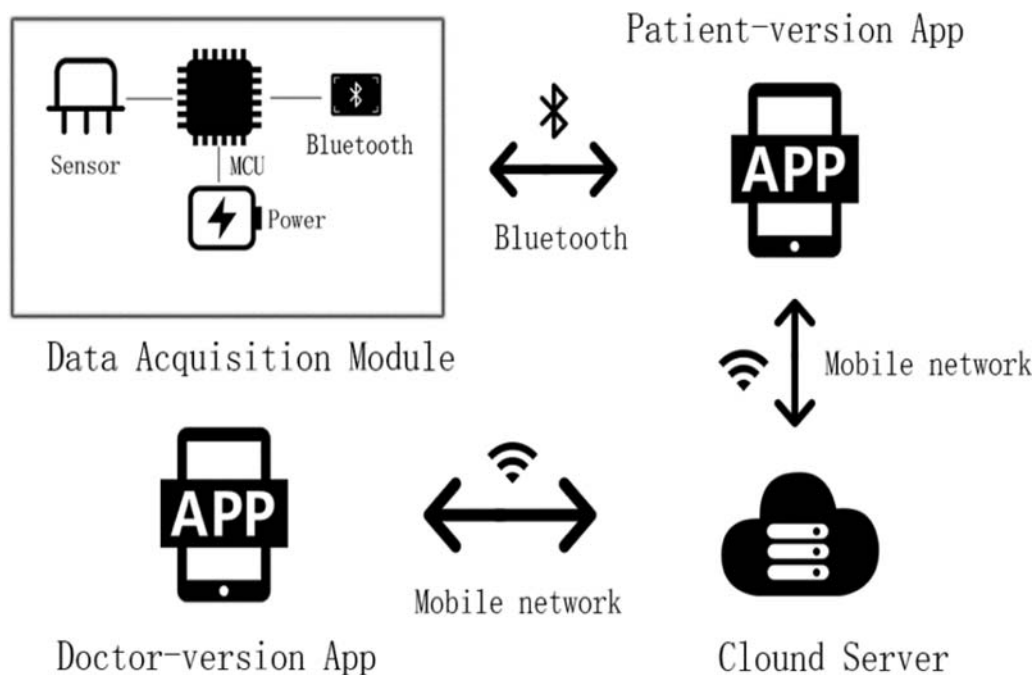 Patient-version App
Sensor
MCU
Bluetooth
Power
APP
Bluetooth
Data Acquisition Module
Mobile network
APP
Mobile network
Doctor-version App
Clound Server